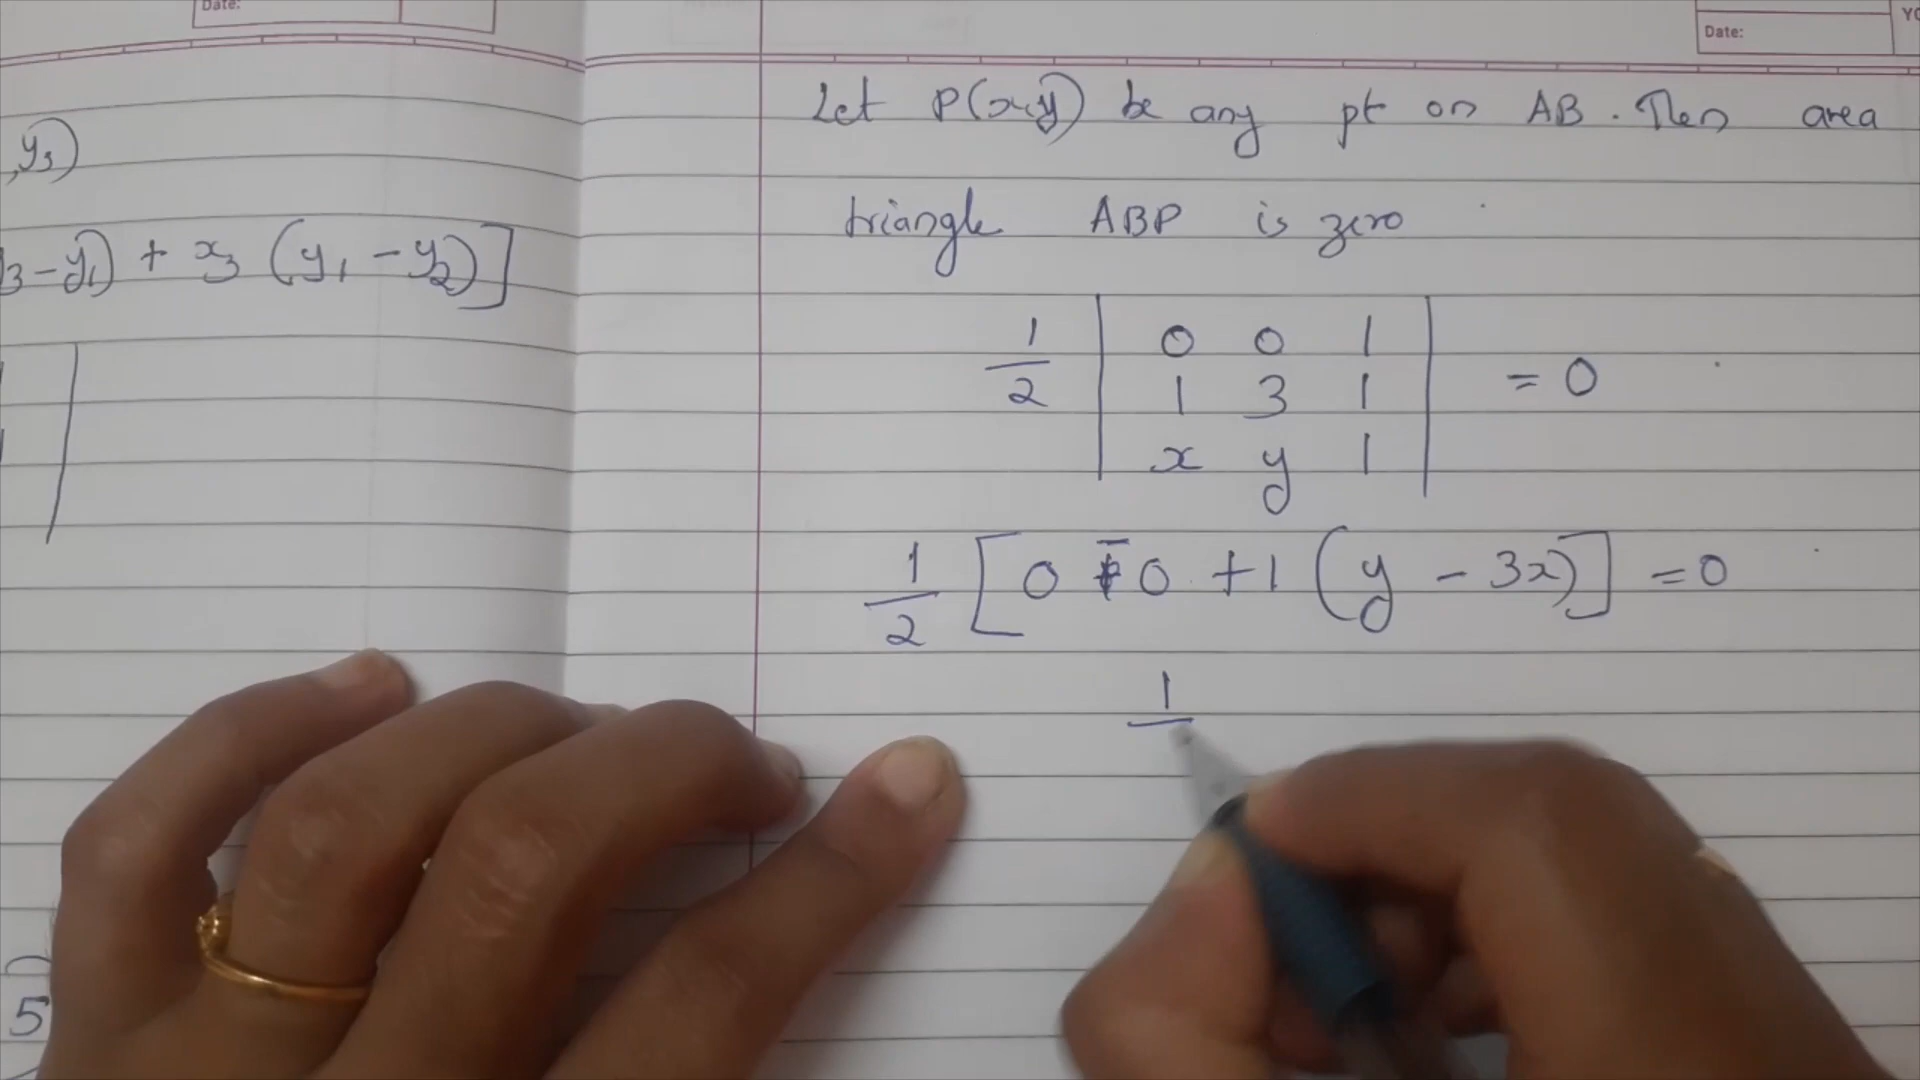 Date:
Date:
YO
, y3)
3 - y1) + x3 (y1 - y2)]
Let P(x,y) be any pt on AB. Then area
triangle ABP is zero
1/2 | 0 0 1 |
| 1 3 1 | = 0
| x y 1 |
1/2 [0 - 0 + 1 (y - 3x)] = 0
1
5